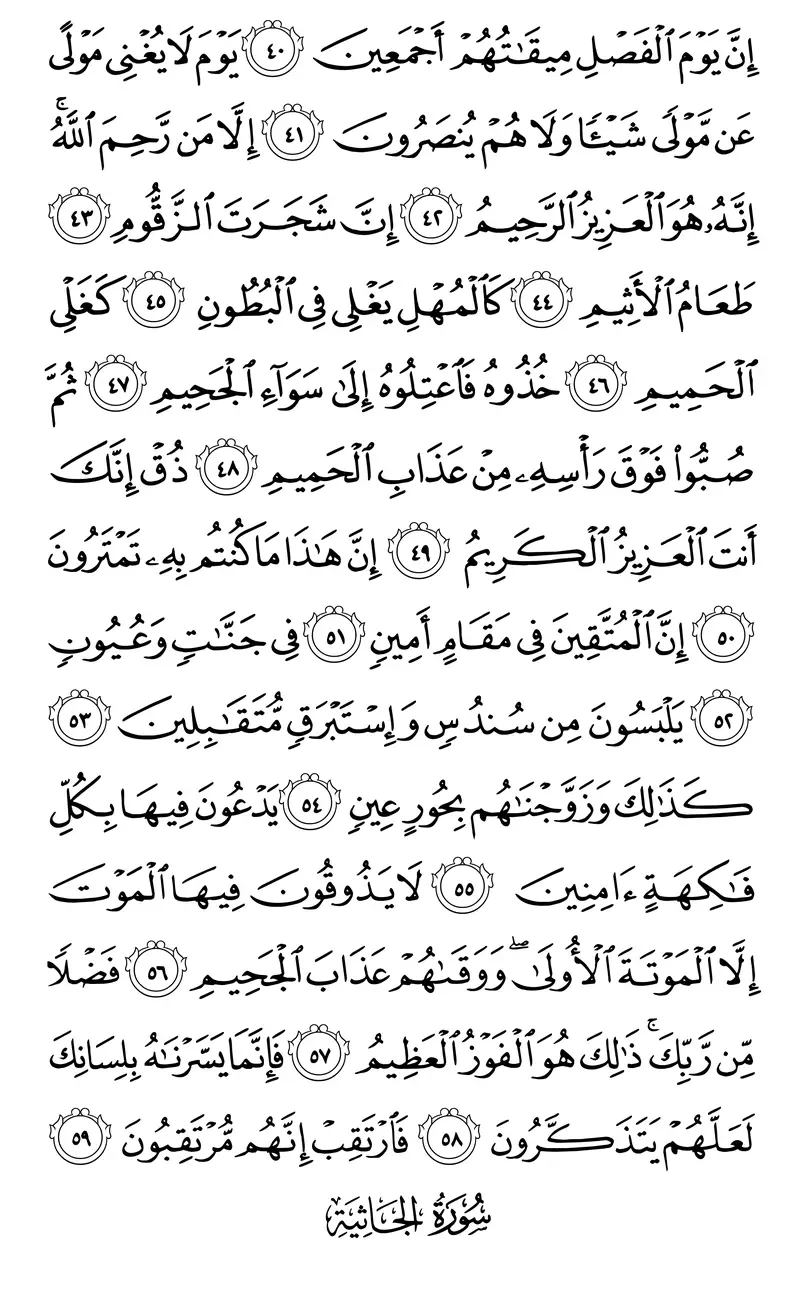 إِنَّ يَوْمَ ٱلْفَصْلِ مِيقَٰتُهُمْ أَجْمَعِينَ ٤٠ يَوْمَ لَا يُغْنِى مَوْلًى
عَن مَّوْلًى شَيْـًٔا وَلَا هُمْ يُنصَرُونَ ٤١ إِلَّا مَن رَّحِمَ ٱللَّهُۚ
إِنَّهُۥ هُوَ ٱلْعَزِيزُ ٱلرَّحِيمُ ٤٢ إِنَّ شَجَرَتَ ٱلزَّقُّومِ ٤٣
طَعَامُ ٱلْأَثِيمِ ٤٤ كَٱلْمُهْلِ يَغْلِى فِى ٱلْبُطُونِ ٤٥ كَغَلْىِ
ٱلْحَمِيمِ ٤٦ خُذُوهُ فَٱعْتِلُوهُ إِلَىٰ سَوَآءِ ٱلْجَحِيمِ ٤٧ ثُمَّ
صُبُّوا۟ فَوْقَ رَأْسِهِۦ مِنْ عَذَابِ ٱلْحَمِيمِ ٤٨ ذُقْ إِنَّكَ
أَنتَ ٱلْعَزِيزُ ٱلْكَرِيمُ ٤٩ إِنَّ هَٰذَا مَا كُنتُم بِهِۦ تَمْتَرُونَ
٥٠ إِنَّ ٱلْمُتَّقِينَ فِى مَقَامٍ أَمِينٍ ٥١ فِى جَنَّٰتٍ وَعُيُونٍ
٥٢ يَلْبَسُونَ مِن سُندُسٍ وَإِسْتَبْرَقٍ مُّتَقَٰبِلِينَ ٥٣
كَذَٰلِكَ وَزَوَّجْنَٰهُم بِحُورٍ عِينٍ ٥٤ يَدْعُونَ فِيهَا بِكُلِّ
فَٰكِهَةٍ ءَامِنِينَ ٥٥ لَا يَذُوقُونَ فِيهَا ٱلْمَوْتَ
إِلَّا ٱلْمَوْتَةَ ٱلْأُولَىٰۖ وَوَقَىٰهُمْ عَذَابَ ٱلْجَحِيمِ ٥٦ فَضْلًا
مِّن رَّبِّكَۚ ذَٰلِكَ هُوَ ٱلْفَوْزُ ٱلْعَظِيمُ ٥٧ فَإِنَّمَا يَسَّرْنَٰهُ بِلِسَانِكَ
لَعَلَّهُمْ يَتَذَكَّرُونَ ٥٨ فَٱرْتَقِبْ إِنَّهُم مُّرْتَقِبُونَ ٥٩
سُورَةُ الجَاثِيَةِ